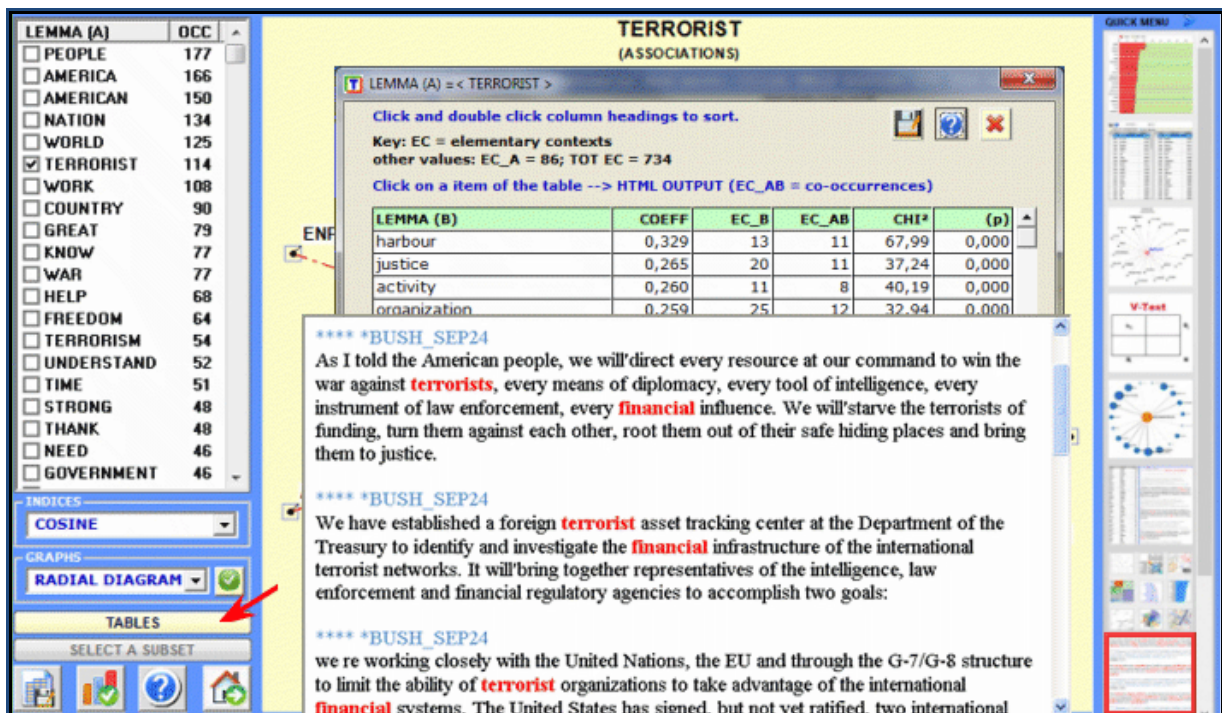 LEMMA (A) OCC
PEOPLE 177
AMERICA 166
AMERICAN 150
NATION 134
WORLD 125
TERRORIST 114
WORK 108
COUNTRY 90
GREAT 79
KNOW 77
WAR 77
HELP 68
FREEDOM 64
TERRORISM 54
UNDERSTAND 52
TIME 51
STRONG 48
THANK 48
NEED 46
GOVERNMENT 46
INDICES
COSINE
GRAPHS
RADIAL DIAGRAM
TABLES
SELECT A SUBSET
TERRORIST
(ASSOCIATIONS)
T LEMMA (A) = < TERRORIST >
Click and double click column headings to sort.
Key: EC = elementary contexts
other values: EC_A = 86; TOT EC = 734
Click on a item of the table --> HTML OUTPUT (EC_AB = co-occurrences)
LEMMA (B) COEFF EC_B EC_AB CHI² (p)
harbour 0,329 13 11 67,99 0,000
justice 0,265 20 11 37,24 0,000
activity 0,260 11 8 40,19 0,000
organization 0,259 25 12 32,94 0,000
**** *BUSH_SEP24
As I told the American people, we will'direct every resource at our command to win the
war against terrorists, every means of diplomacy, every tool of intelligence, every
instrument of law enforcement, every financial influence. We will'starve the terrorists of
funding, turn them against each other, root them out of their safe hiding places and bring
them to justice.
**** *BUSH_SEP24
We have established a foreign terrorist asset tracking center at the Department of the
Treasury to identify and investigate the financial infrastructure of the international
terrorist networks. It will'bring together representatives of the intelligence, law
enforcement and financial regulatory agencies to accomplish two goals:
**** *BUSH_SEP24
we re working closely with the United Nations, the EU and through the G-7/G-8 structure
to limit the ability of terrorist organizations to take advantage of the international
financial systems. The United States has signed, but not yet ratified, two international
QUICK MENU
V-Test